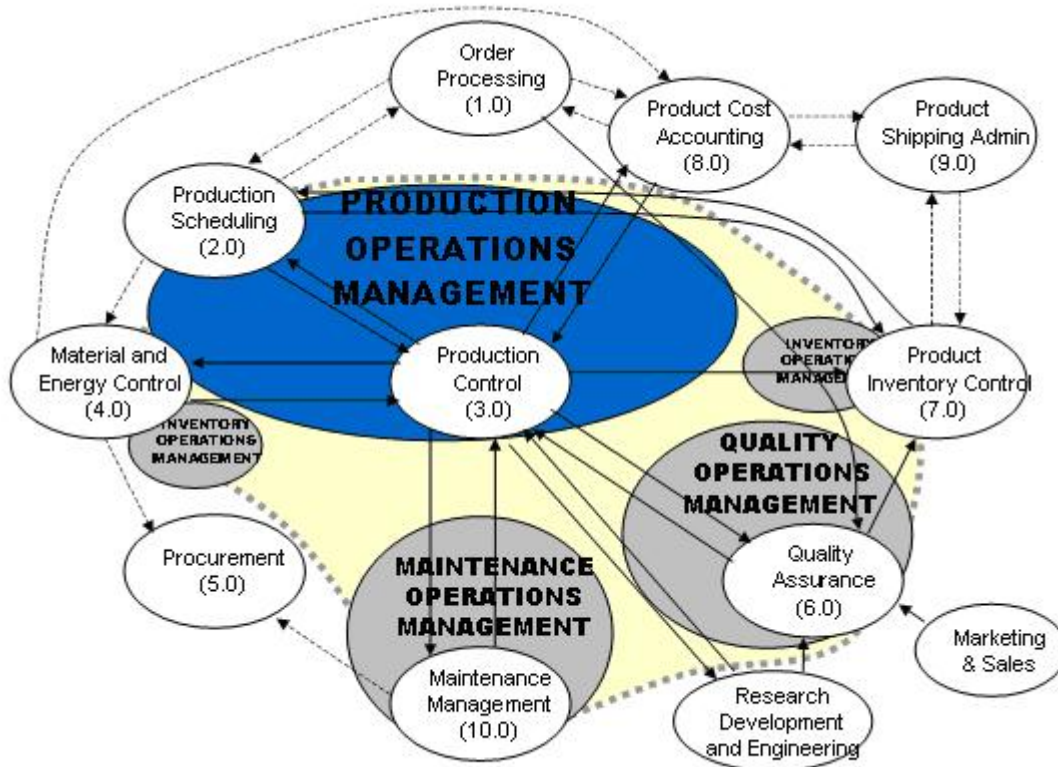 Order
Processing
(1.0)
Product Cost
Accounting
(8.0)
Product
Shipping Admin
(9.0)
Production
Scheduling
(2.0)
PRODUCTION
OPERATIONS
MANAGEMENT
Material and
Energy Control
(4.0)
Production
Control
(3.0)
INVENTORY
OPERATIONS
MANAGEMENT
Product
Inventory Control
(7.0)
INVENTORY
OPERATIONS
MANAGEMENT
QUALITY
OPERATIONS
MANAGEMENT
Procurement
(5.0)
MAINTENANCE
OPERATIONS
MANAGEMENT
Quality
Assurance
(6.0)
Marketing
& Sales
Maintenance
Management
(10.0)
Research
Development
and Engineering